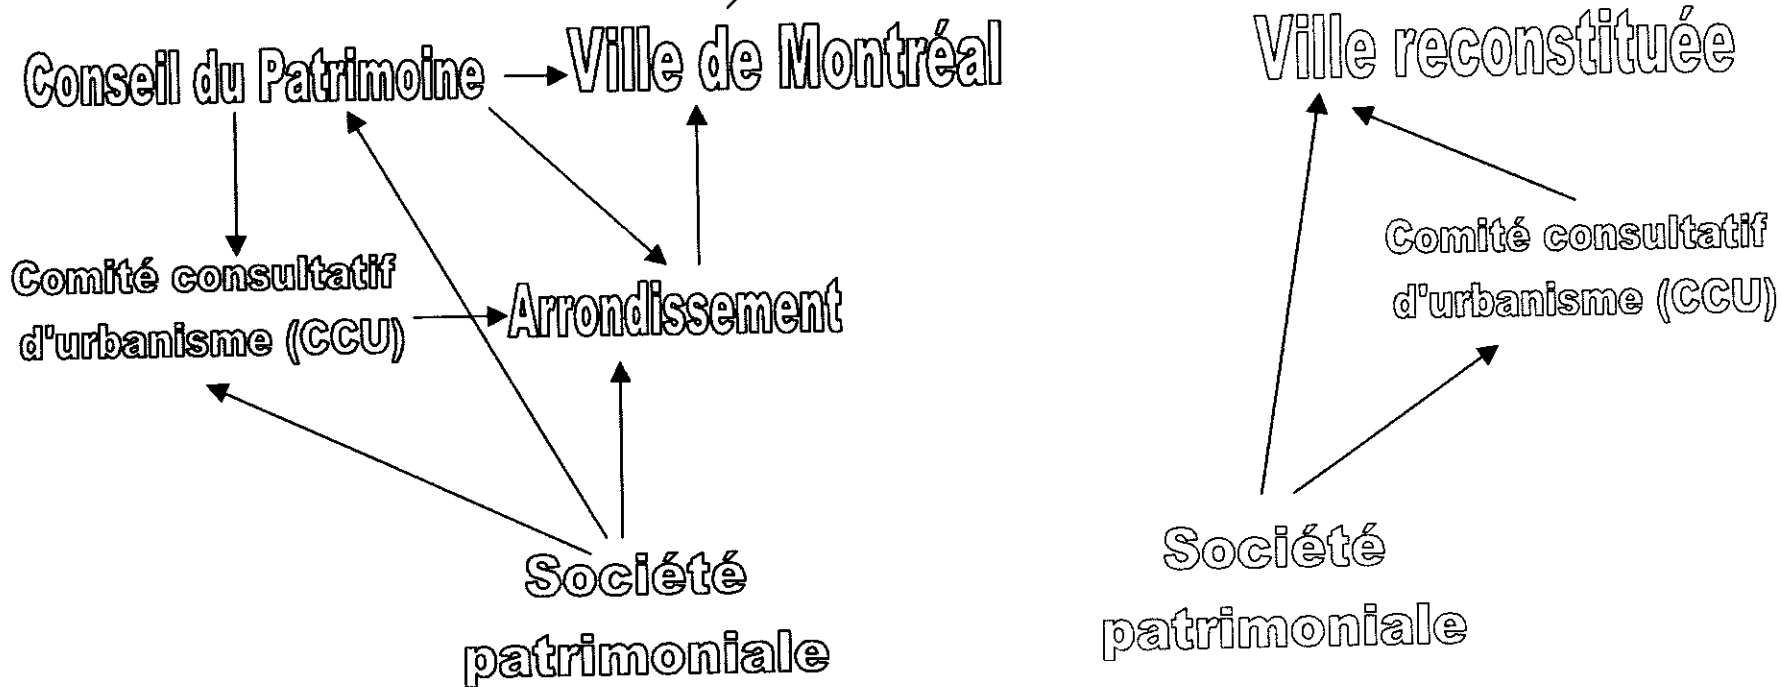 Conseil du Patrimoine
Ville de Montréal
Comité consultatif
d'urbanisme (CCU)
Arrondissement
Société
patrimoniale
Ville reconstituée
Comité consultatif
d'urbanisme (CCU)
Société
patrimoniale